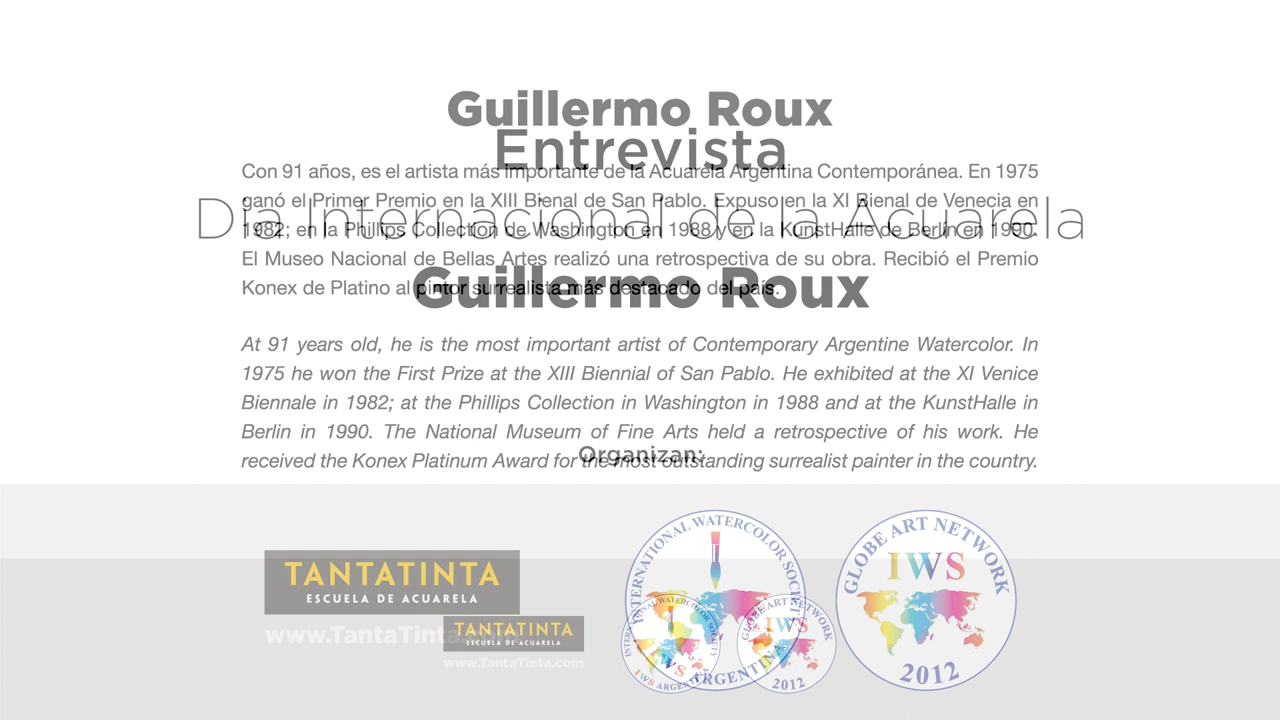 Guillermo Roux
Entrevista
Con 91 años, es el artista más importante de la Acuarela Argentina Contemporánea. En 1975
ganó el Primer Premio en la XIII Bienal de San Pablo. Expuso en la XI Bienal de Venecia en
Día Internacional de la Acuarela
1982; en la Phillips Collection de Washington en 1988 y en la KunstHalle de Berlín en 1990.
El Museo Nacional de Bellas Artes realizó una retrospectiva de su obra. Recibió el Premio
Konex de Platino al pintor surrealista más destacado del país.
Guillermo Roux
At 91 years old, he is the most important artist of Contemporary Argentine Watercolor. In
1975 he won the First Prize at the XIII Biennial of San Pablo. He exhibited at the XI Venice
Biennale in 1982; at the Phillips Collection in Washington in 1988 and at the KunstHalle in
Berlin in 1990. The National Museum of Fine Arts held a retrospective of his work. He
received the Konex Platinum Award for the most outstanding surrealist painter in the country.
Organizan:
TANTATINTA
ESCUELA DE ACUARELA
www.TantaTinta
TANTATINTA
ESCUELA DE ACUARELA
www.TantaTinta.com
INTERNATIONAL WATERCOLOR SOCIETY
ARGENTINA
INTERNATIONAL WATERCOLOR SOCIETY
IWS ARGENTINA
GLOBE ART NETWORK
IWS
2012
GLOBE ART NETWORK
IWS
2012